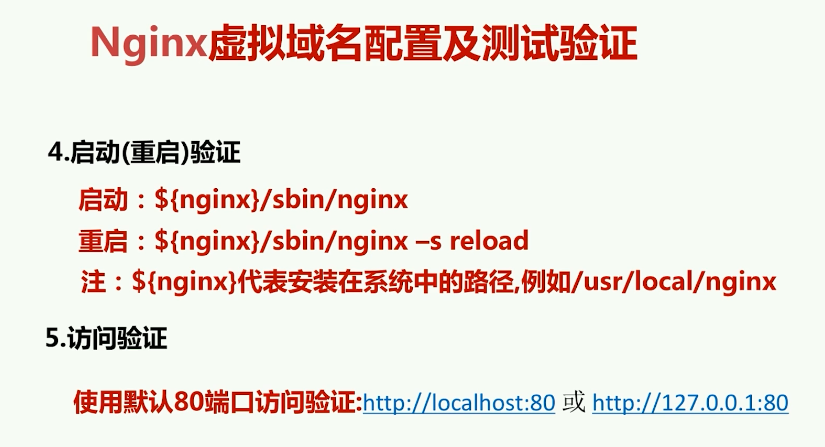 Nginx虚拟域名配置及测试验证
4.启动(重启)验证
启动：${nginx}/sbin/nginx
重启：${nginx}/sbin/nginx –s reload
注：${nginx}代表安装在系统中的路径,例如/usr/local/nginx
5.访问验证
使用默认80端口访问验证:http://localhost:80 或 http://127.0.0.1:80